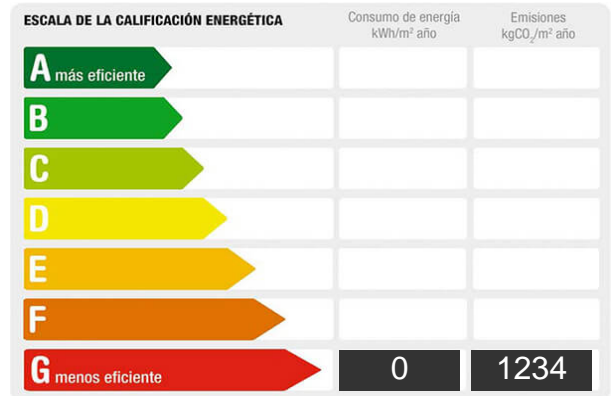 ESCALA DE LA CALIFICACIÓN ENERGÉTICA
Consumo de energía
kWh/m² año
Emisiones
kgCO₂/m² año
A más eficiente
B
C
D
E
F
G menos eficiente 0 1234